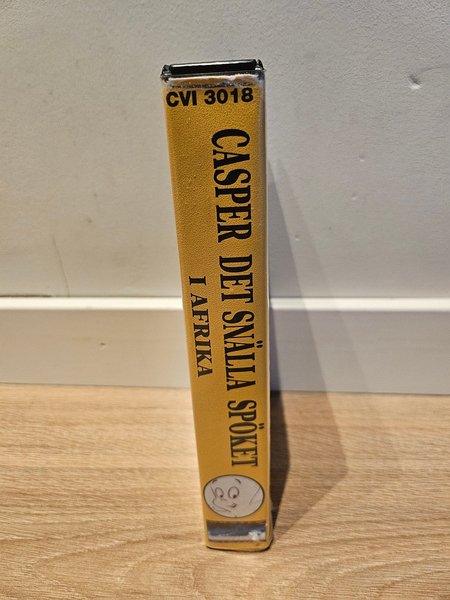 CVI 3018
CASPER DET SNÄLLA SPÖKET
I AFRIKA